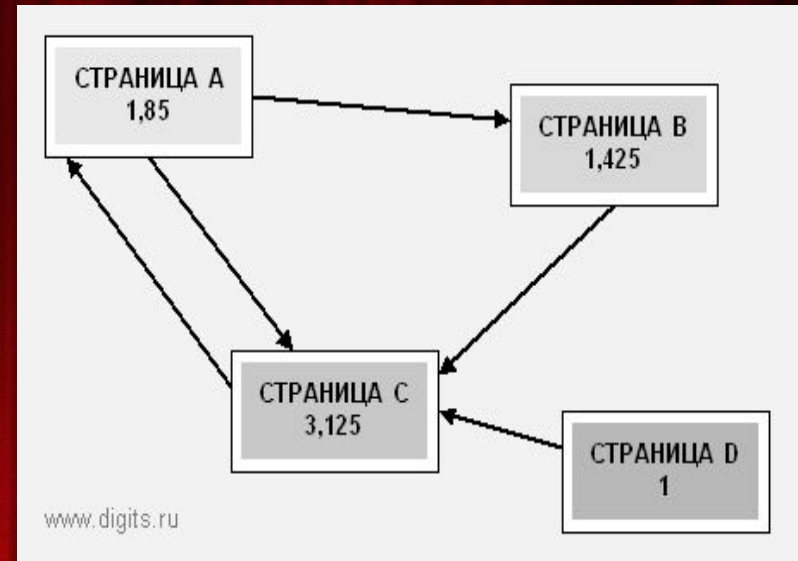 СТРАНИЦА A
1,85
СТРАНИЦА B
1,425
СТРАНИЦА C
3,125
СТРАНИЦА D
1
www.digits.ru